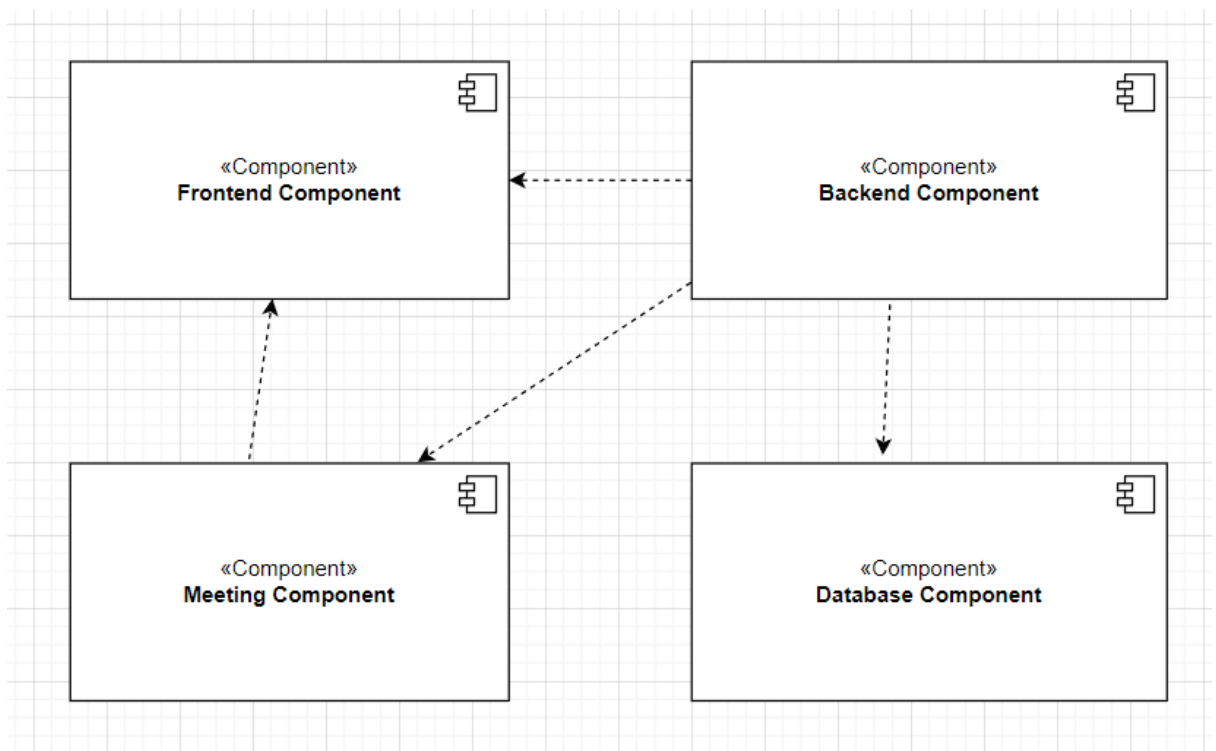 «Component»
Frontend Component
«Component»
Backend Component
«Component»
Meeting Component
«Component»
Database Component